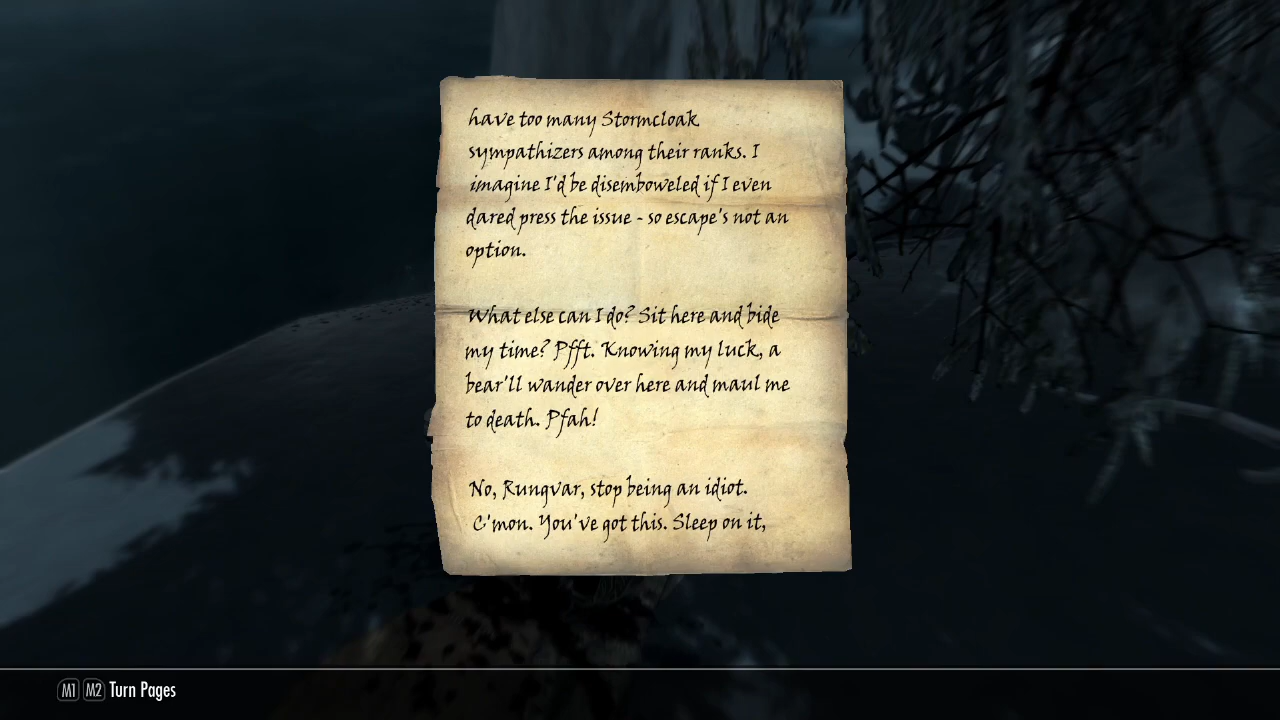 have too many Stormcloak
sympathizers among their ranks. I
imagine I'd be disemboweled if I even
dared press the issue - so escape's not an
option.
What else can I do? Sit here and bide
my time? Pfft. Knowing my luck, a
bear'll wander over here and maul me
to death. Pfah!
No, Rungvar, stop being an idiot.
C'mon. You've got this. Sleep on it,
M1 M2 Turn Pages